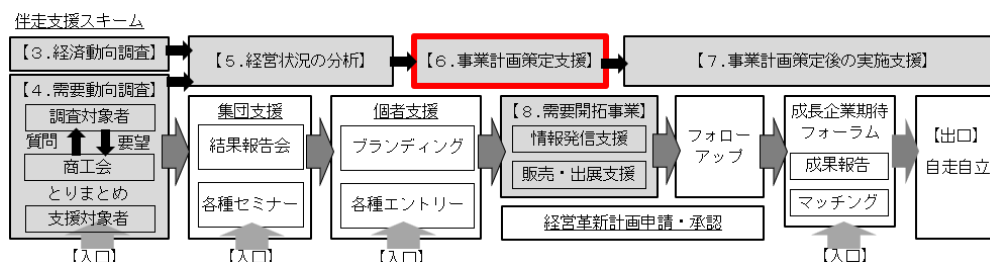 伴走支援スキーム
【3.経済動向調査】
【5.経営状況の分析】
【6.事業計画策定支援】
【7.事業計画策定後の実施支援】
【4.需要動向調査】
調査対象者
質問
要望
商工会
とりまとめ
支援対象者
【入口】
集団支援
結果報告会
各種セミナー
【入口】
個者支援
ブランディング
各種エントリー
【入口】
【8.需要開拓事業】
情報発信支援
販売・出展支援
フォロー
アップ
経営革新計画申請・承認
成長企業期待
フォーラム
成果報告
マッチング
【入口】
【出口】
自走自立